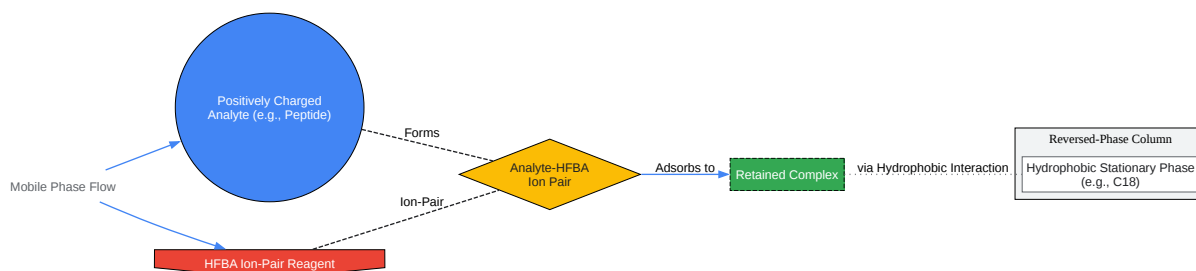 Mobile Phase Flow
Positively Charged
Analyte (e.g., Peptide)
HFBA Ion-Pair Reagent
Forms
Ion-Pair
Analyte-HFBA
Ion Pair
Adsorbs to
Retained Complex
via Hydrophobic Interaction
Reversed-Phase Column
Hydrophobic Stationary Phase
(e.g., C18)